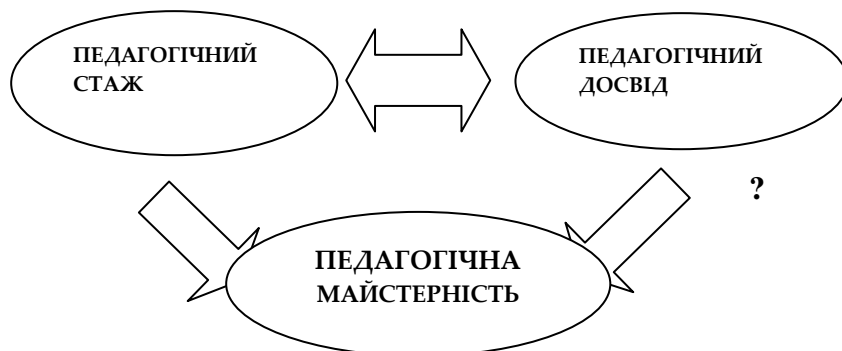 ПЕДАГОГІЧНИЙ
СТАЖ
ПЕДАГОГІЧНИЙ
ДОСВІД
?
ПЕДАГОГІЧНА
МАЙСТЕРНІСТЬ